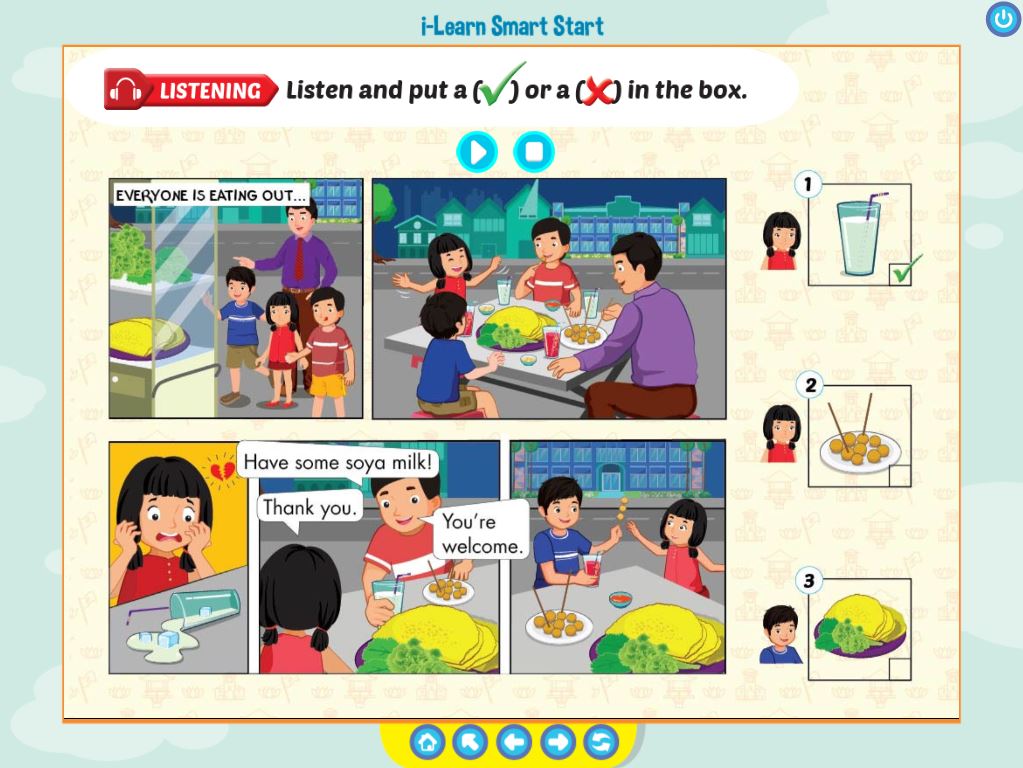 i-Learn Smart Start
LISTENING Listen and put a (✓) or a (✗) in the box.
EVERYONE IS EATING OUT...
1
2
Have some soya milk!
Thank you.
You're
welcome.
3